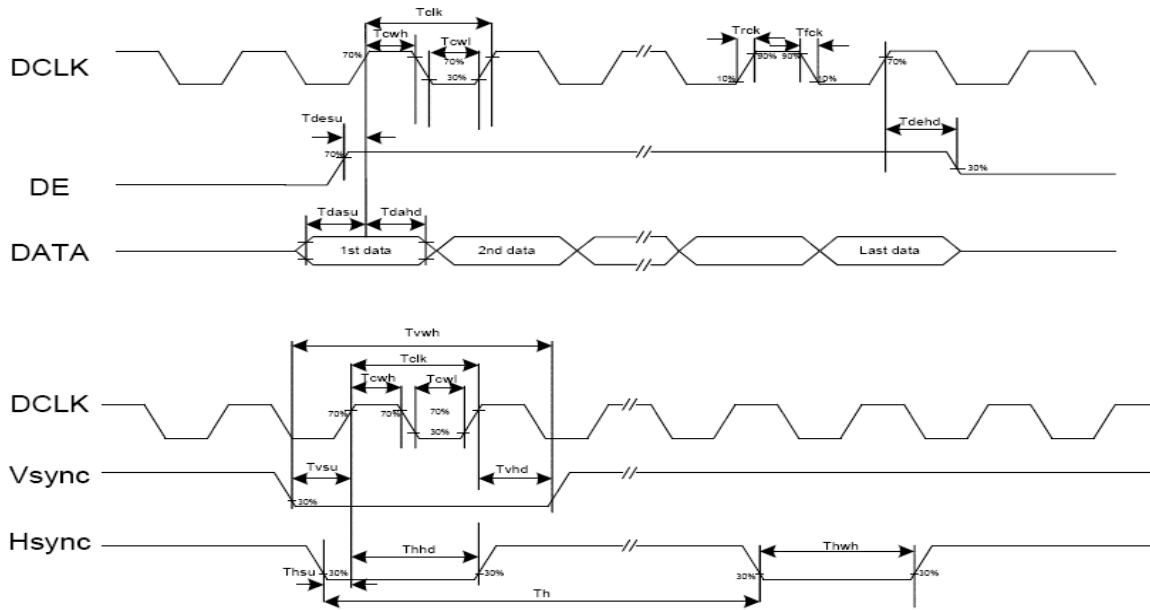 Tclk
Tcwh
Tcwl
Trck
Tfck
DCLK
70%
70%
30%
10%
90%
90%
10%
70%
Tdesu
Tdehd
70%
DE
30%
Tdasu
Tdahd
DATA
1st data
2nd data
Last data
Tvwh
Tclk
Tcwh
Tcwl
DCLK
70%
70%
70%
30%
Vsync
Tvsu
Tvhd
30%
Hsync
Thhd
Thwh
30%
30%
30%
30%
Thsu
Th